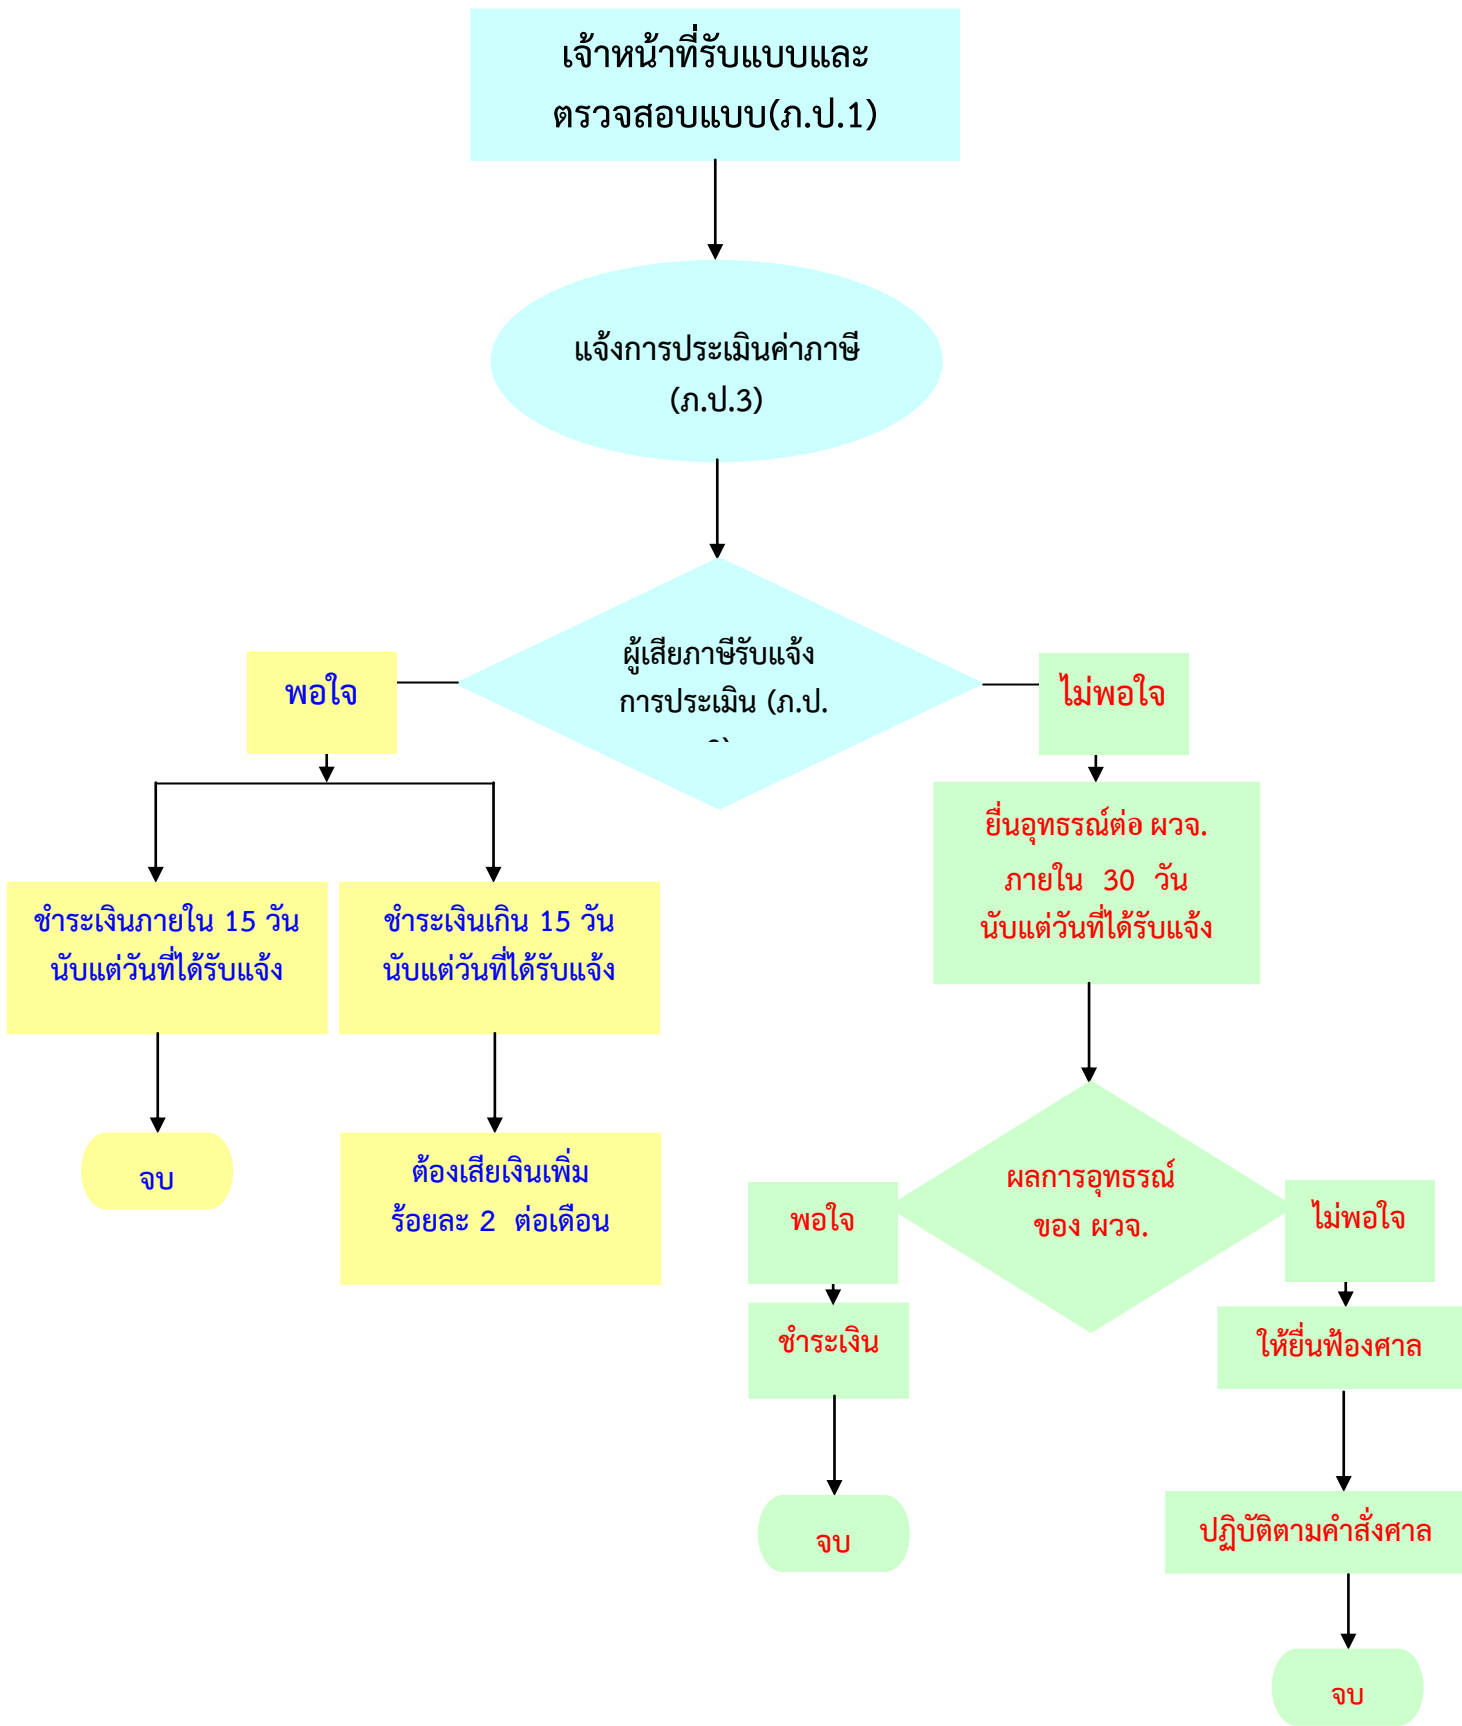 เจ้าหน้าที่รับแบบและ
ตรวจสอบแบบ(ภ.ป.1)
แจ้งการประเมินค่าภาษี
(ภ.ป.3)
ผู้เสียภาษีรับแจ้ง
การประเมิน (ภ.ป.
พอใจ
ไม่พอใจ
ชำระเงินภายใน 15 วัน
นับแต่วันที่ได้รับแจ้ง
ชำระเงินเกิน 15 วัน
นับแต่วันที่ได้รับแจ้ง
ยื่นอุทธรณ์ต่อ ผวจ.
ภายใน 30 วัน
นับแต่วันที่ได้รับแจ้ง
จบ
ต้องเสียเงินเพิ่ม
ร้อยละ 2 ต่อเดือน
ผลการอุทธรณ์
ของ ผวจ.
พอใจ
ไม่พอใจ
ชำระเงิน
ให้ยื่นฟ้องศาล
จบ
ปฏิบัติตามคำสั่งศาล
จบ